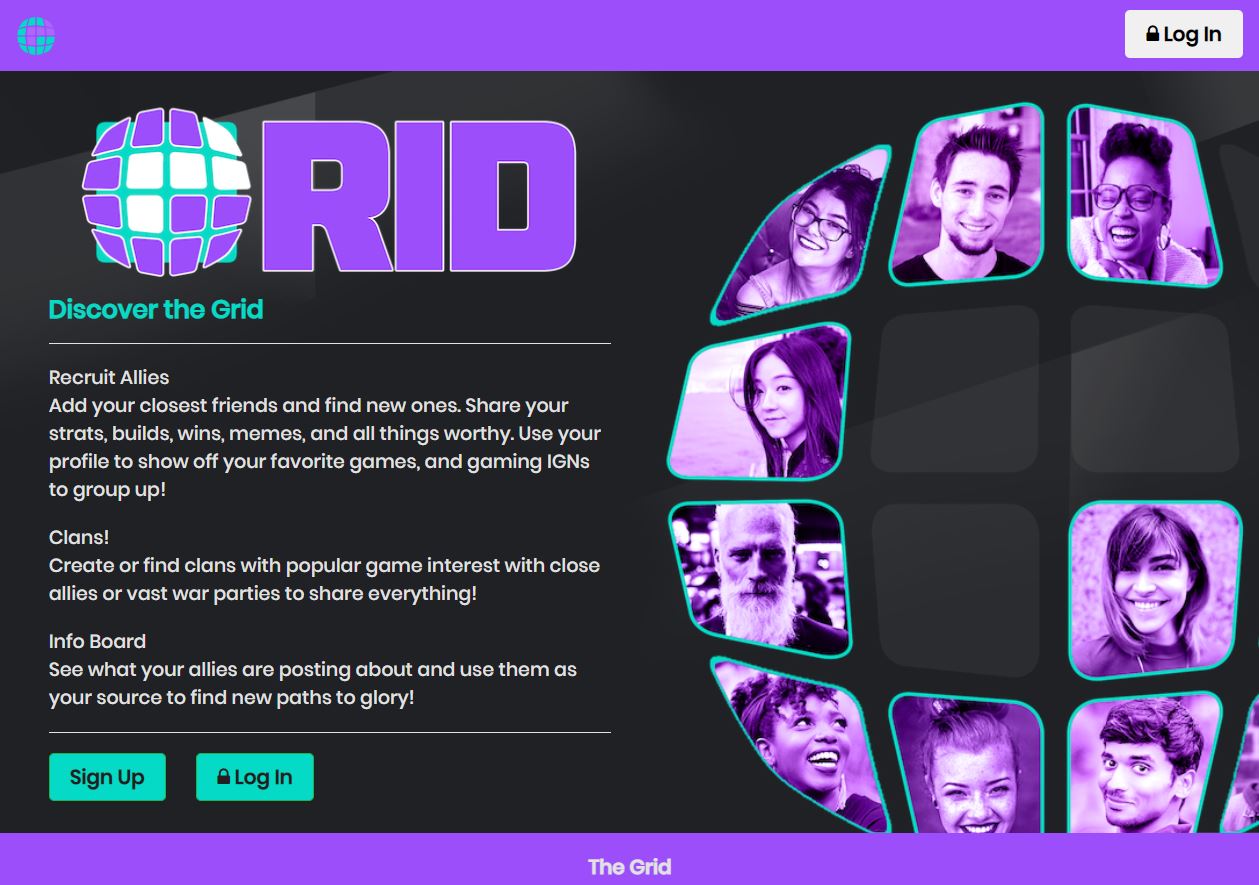 Log In
GRID
Discover the Grid
Recruit Allies
Add your closest friends and find new ones. Share your
strats, builds, wins, memes, and all things worthy. Use your
profile to show off your favorite games, and gaming IGNs
to group up!
Clans!
Create or find clans with popular game interest with close
allies or vast war parties to share everything!
Info Board
See what your allies are posting about and use them as
your source to find new paths to glory!
Sign Up
Log In
The Grid